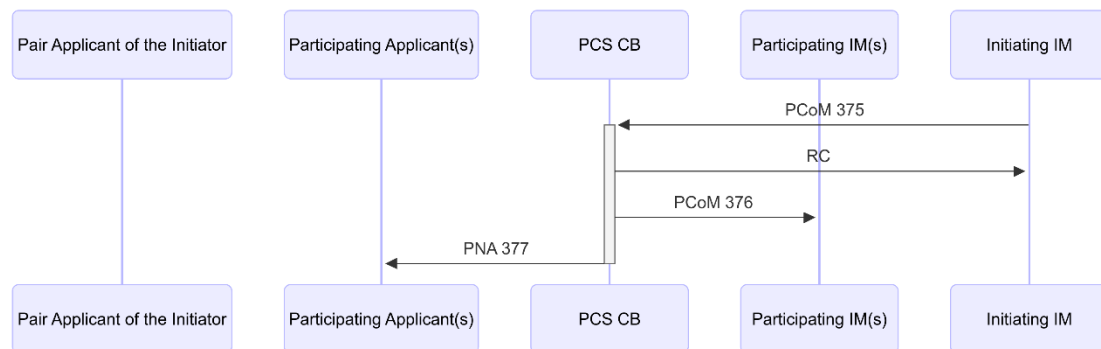 Pair Applicant of the Initiator
Participating Applicant(s)
PCS CB
Participating IM(s)
Initiating IM
PCoM 375
RC
PCoM 376
PNA 377
Pair Applicant of the Initiator
Participating Applicant(s)
PCS CB
Participating IM(s)
Initiating IM